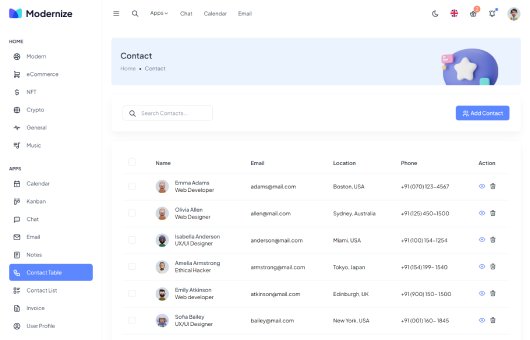 Modernize
Apps
Chat
Calendar
Email
HOME
Modern
eCommerce
NFT
Crypto
General
Music
APPS
Calendar
Kanban
Chat
Email
Notes
Contact Table
Contact List
Invoice
User Profile
Contact
Home • Contact
Search Contacts...
Add Contact
Name Email Location Phone Action
Emma Adams
Web Developer
adams@mail.com Boston, USA +91 (070) 123-4567
Olivia Allen
Web Designer
allen@mail.com Sydney, Australia +91 (125) 450-1500
Isabella Anderson
UX/UI Designer
anderson@mail.com Miami, USA +91 (100) 154-1254
Amelia Armstrong
Ethical Hacker
armstrong@mail.com Tokyo, Japan +91 (154) 199- 1540
Emily Atkinson
Web developer
atkinson@mail.com Edinburgh, UK +91 (900) 150- 1500
Sofia Bailey
UX/UI Designer
bailey@mail.com New York, USA +91 (001) 160- 1845